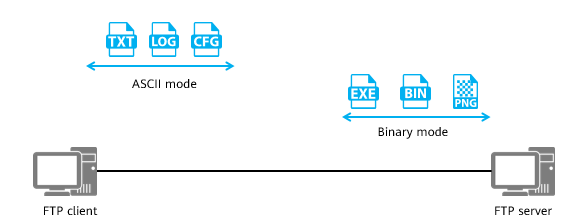 TXT LOG CFG
ASCII mode
EXE BIN PNG
Binary mode
FTP client
FTP server